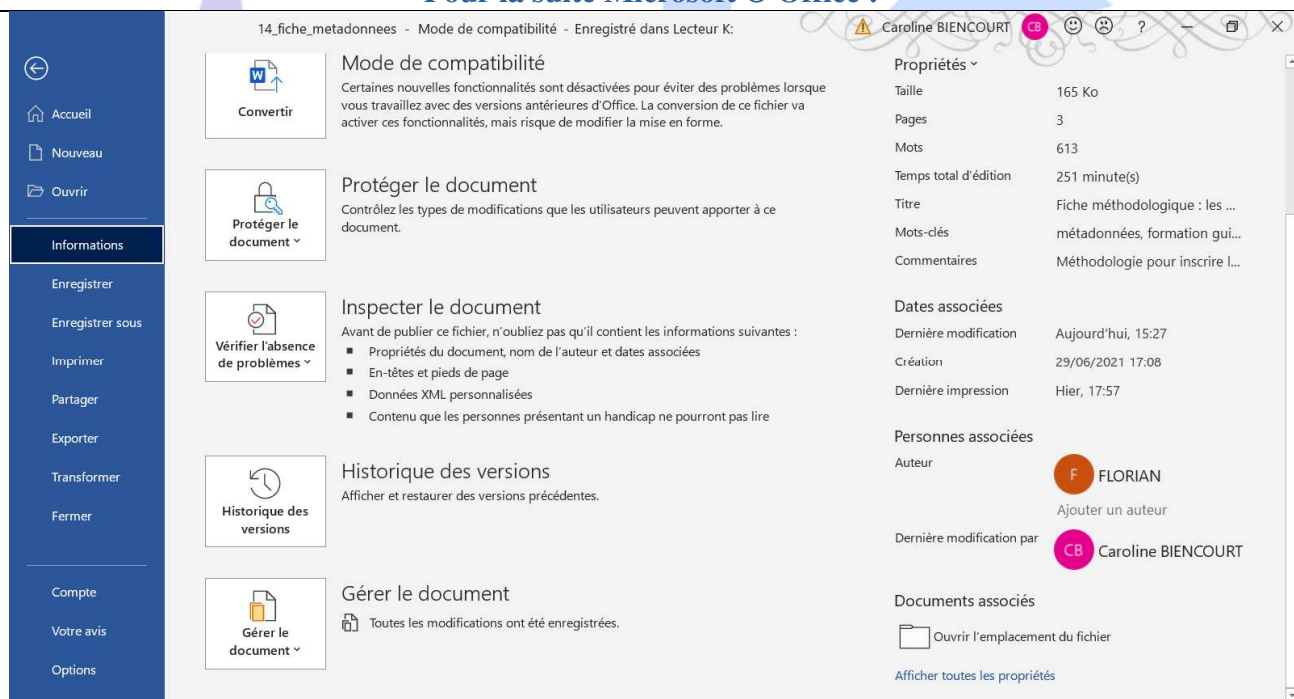 14_fiche_metadonnees - Mode de compatibilité - Enregistré dans Lecteur K:
Caroline BIENCOURT
CB
?
Accueil
Nouveau
Ouvrir
Informations
Enregistrer
Enregistrer sous
Imprimer
Partager
Exporter
Transformer
Fermer
Compte
Votre avis
Options
Convertir
Mode de compatibilité
Certaines nouvelles fonctionnalités sont désactivées pour éviter des problèmes lorsque
vous travaillez avec des versions antérieures d'Office. La conversion de ce fichier va
activer ces fonctionnalités, mais risque de modifier la mise en forme.
Protéger le
document
Protéger le document
Contrôlez les types de modifications que les utilisateurs peuvent apporter à ce
document.
Vérifier l'absence
de problèmes
Inspecter le document
Avant de publier ce fichier, n'oubliez pas qu'il contient les informations suivantes :
Propriétés du document, nom de l'auteur et dates associées
En-têtes et pieds de page
Données XML personnalisées
Contenu que les personnes présentant un handicap ne pourront pas lire
Historique des
versions
Historique des versions
Afficher et restaurer des versions précédentes.
Gérer le
document
Gérer le document
Toutes les modifications ont été enregistrées.
Propriétés
Taille 165 Ko
Pages 3
Mots 613
Temps total d'édition 251 minute(s)
Titre Fiche méthodologique : les ...
Mots-clés métadonnées, formation gui...
Commentaires Méthodologie pour inscrire l...
Dates associées
Dernière modification Aujourd'hui, 15:27
Création 29/06/2021 17:08
Dernière impression Hier, 17:57
Personnes associées
Auteur F FLORIAN
Ajouter un auteur
Dernière modification par CB Caroline BIENCOURT
Documents associés
Ouvrir l'emplacement du fichier
Afficher toutes les propriétés